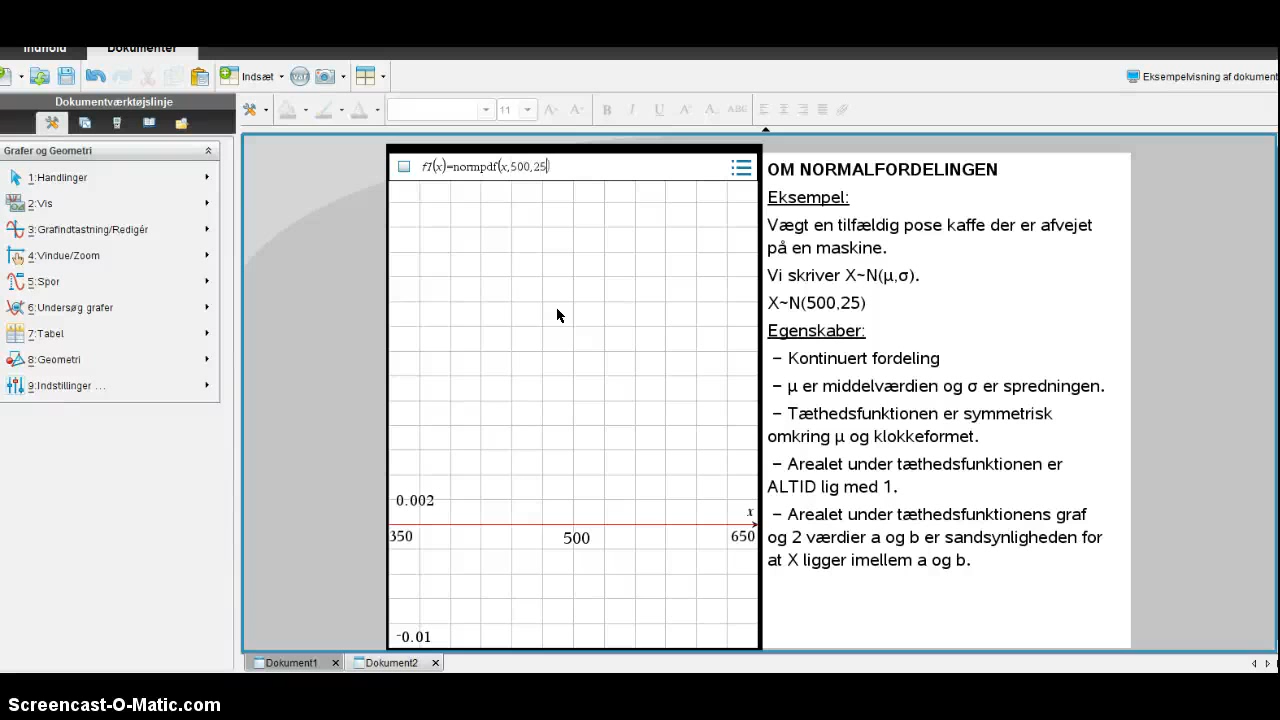 Indhold Dokumenter
Indsæt Eksempelvisning af dokument
Dokumentværktøjslinje
11 B I U A A ABC
Grafer og Geometri
1:Handlinger
2:Vis
3:Grafindtastning/Redigér
4:Vindue/Zoom
5:Spor
6:Undersøg grafer
7:Tabel
8:Geometri
9:Indstillinger ...
f1(x)=normpdf(x,500,25)
0.002
x
350 500 650
-0.01
OM NORMALFORDELINGEN
Eksempel:
Vægt en tilfældig pose kaffe der er afvejet
på en maskine.
Vi skriver X~N(μ,σ).
X~N(500,25)
Egenskaber:
– Kontinuert fordeling
– μ er middelværdien og σ er spredningen.
– Tæthedsfunktionen er symmetrisk
omkring μ og klokkeformet.
– Arealet under tæthedsfunktionen er
ALTID lig med 1.
– Arealet under tæthedsfunktionens graf
og 2 værdier a og b er sandsynligheden for
at X ligger imellem a og b.
Dokument1 Dokument2
Screencast-O-Matic.com